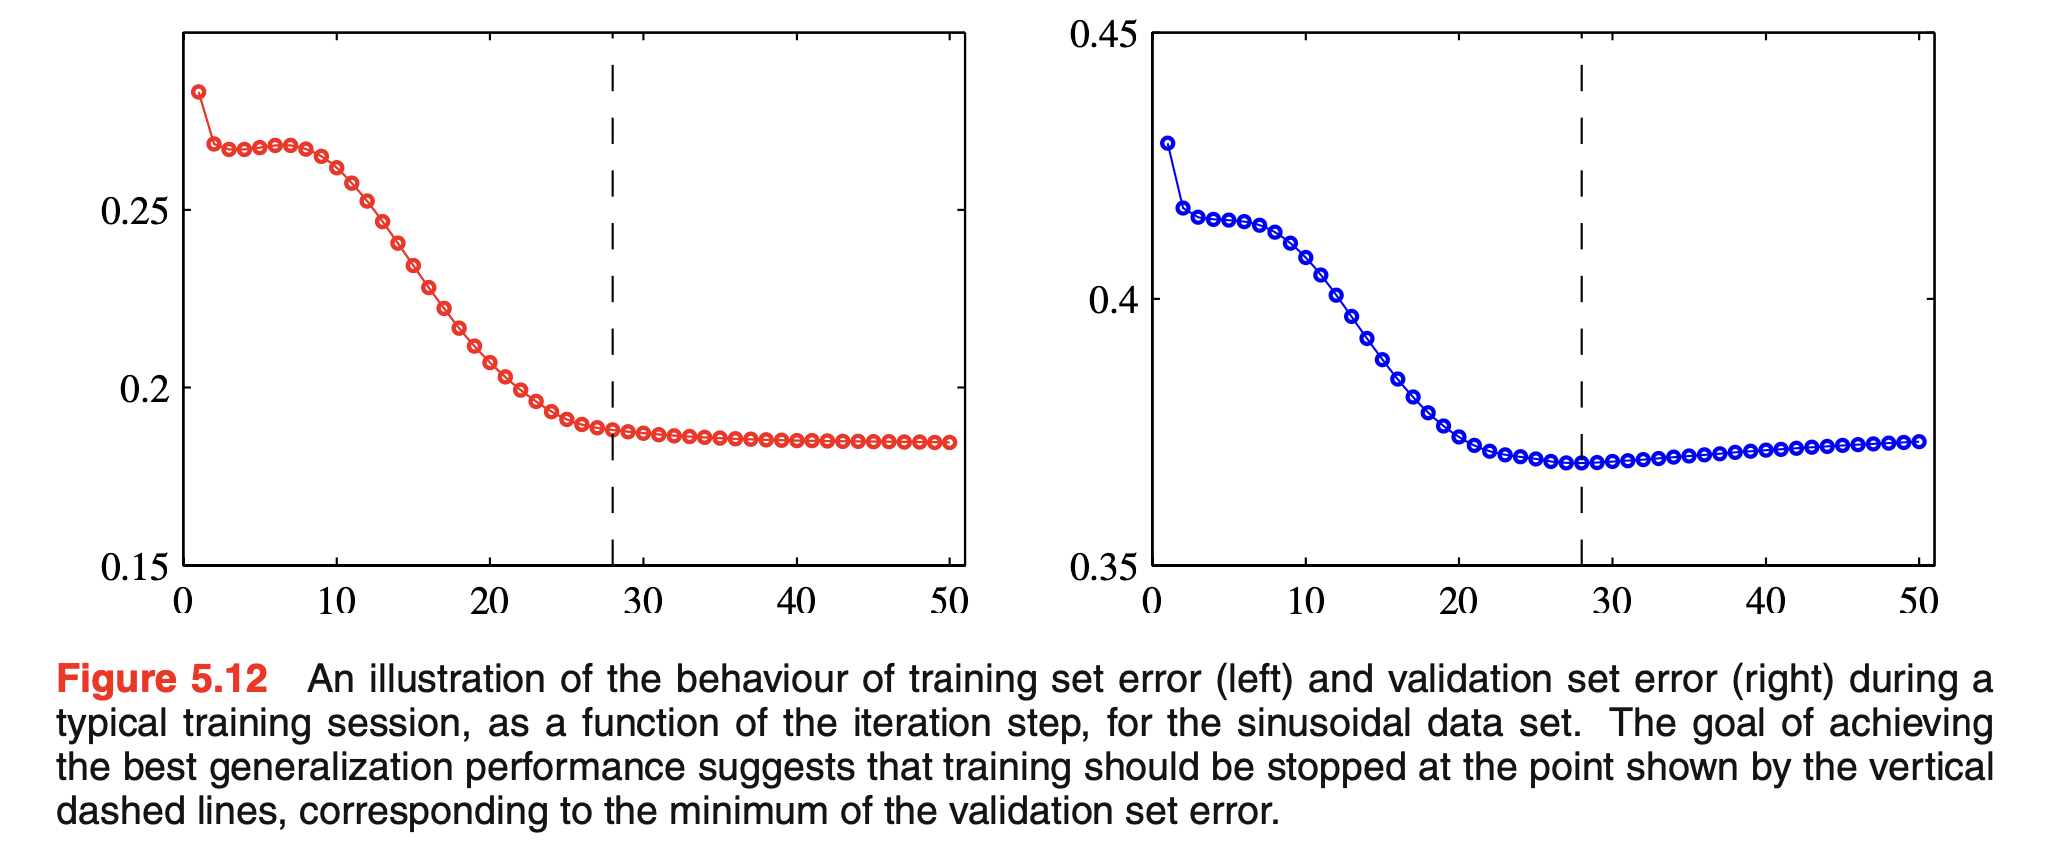 0.25
0.2
0.15
0 10 20 30 40 50
0.45
0.4
0.35
0 10 20 30 40 50
Figure 5.12 An illustration of the behaviour of training set error (left) and validation set error (right) during a
typical training session, as a function of the iteration step, for the sinusoidal data set. The goal of achieving
the best generalization performance suggests that training should be stopped at the point shown by the vertical
dashed lines, corresponding to the minimum of the validation set error.